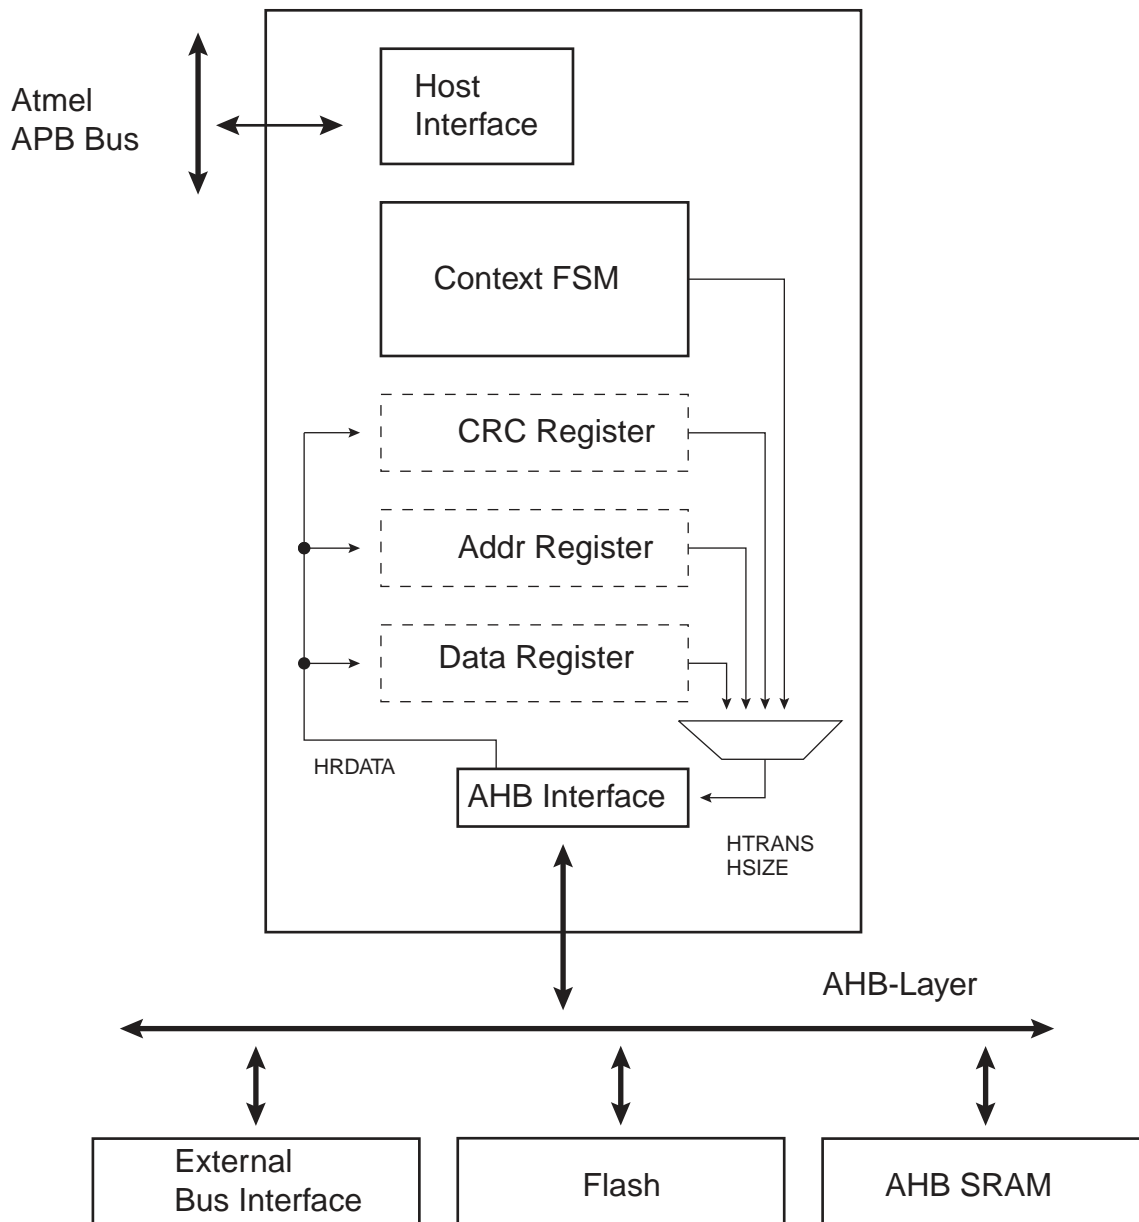 Atmel
APB Bus
Host
Interface
Context FSM
CRC Register
Addr Register
Data Register
HRDATA
AHB Interface
HTRANS
HSIZE
AHB-Layer
External
Bus Interface
Flash
AHB SRAM